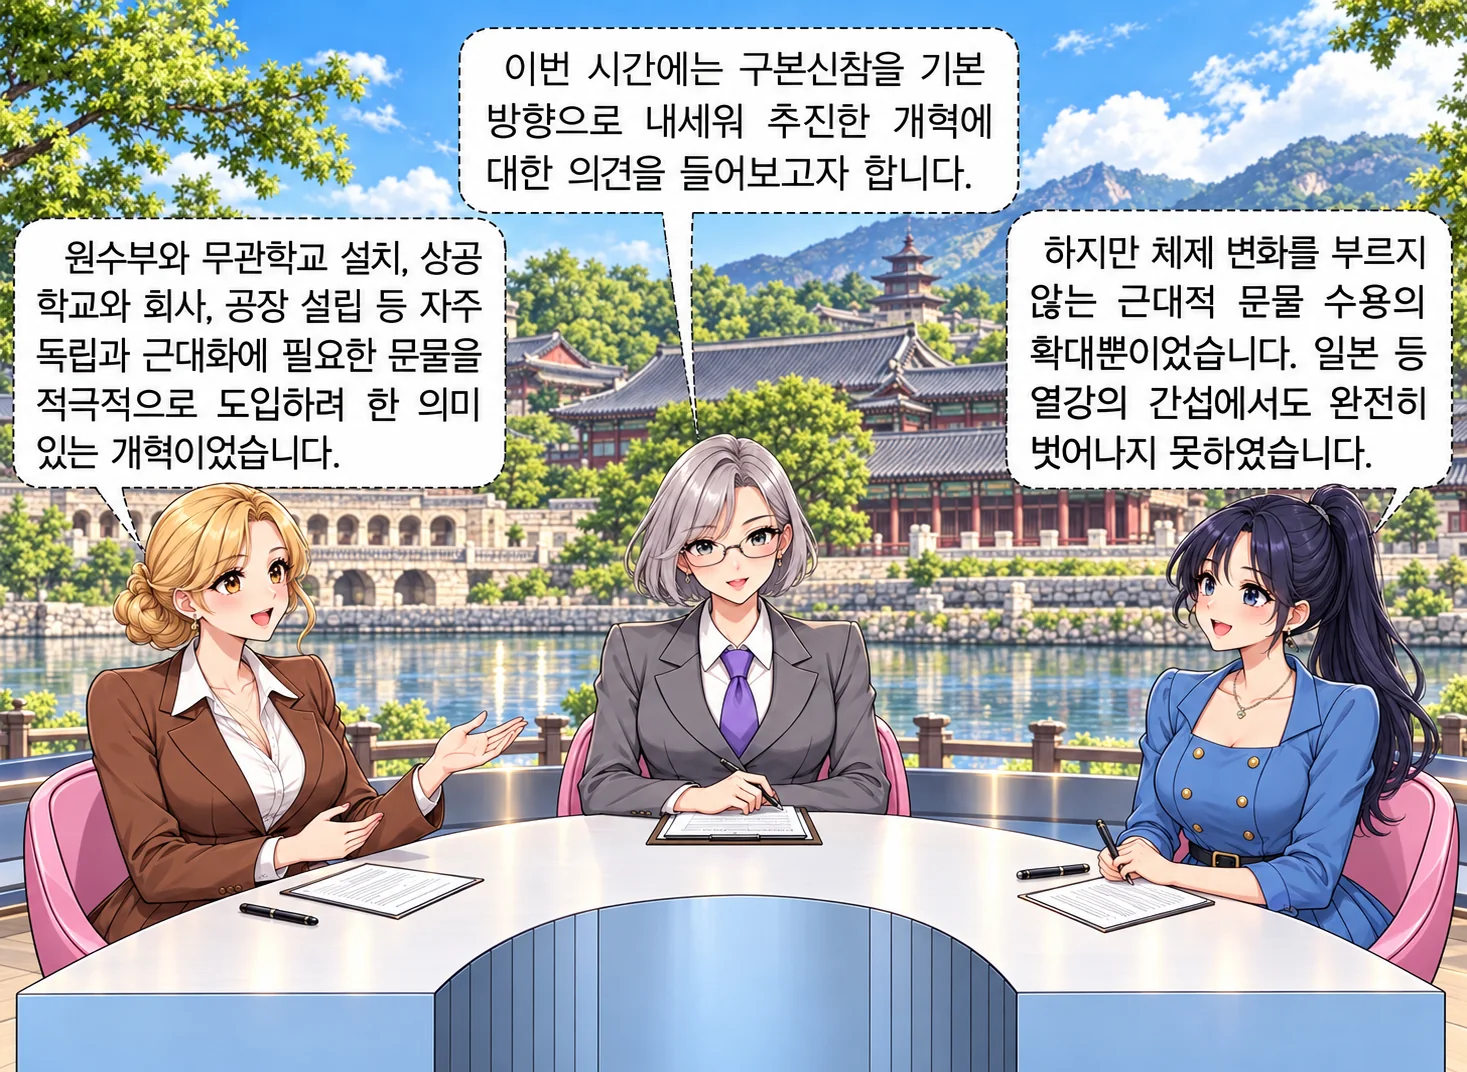 이번 시간에는 구본신참을 기본
방향으로 내세워 추진한 개혁에
대한 의견을 들어보고자 합니다.
원수부와 무관학교 설치, 상공
학교와 회사, 공장 설립 등 자주
독립과 근대화에 필요한 문물을
적극적으로 도입하려 한 의미
있는 개혁이었습니다.
하지만 체제 변화를 부르지
않는 근대적 문물 수용의
확대뿐이었습니다. 일본 등
열강의 간섭에서도 완전히
벗어나지 못하였습니다.